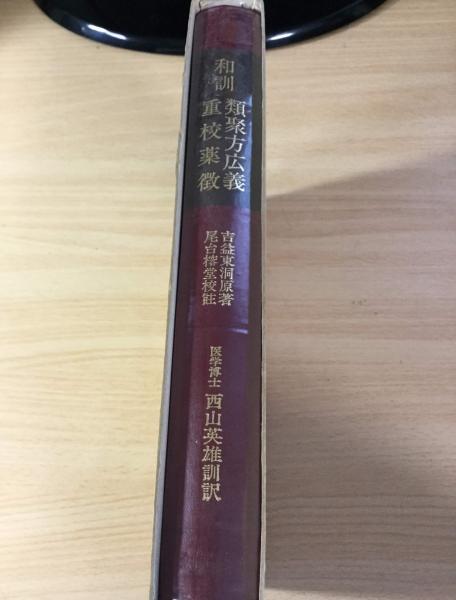 和訓
類聚方広義
重校薬徴
吉益東洞原著
尾台榕堂校註
医学博士 西山英雄訓訳